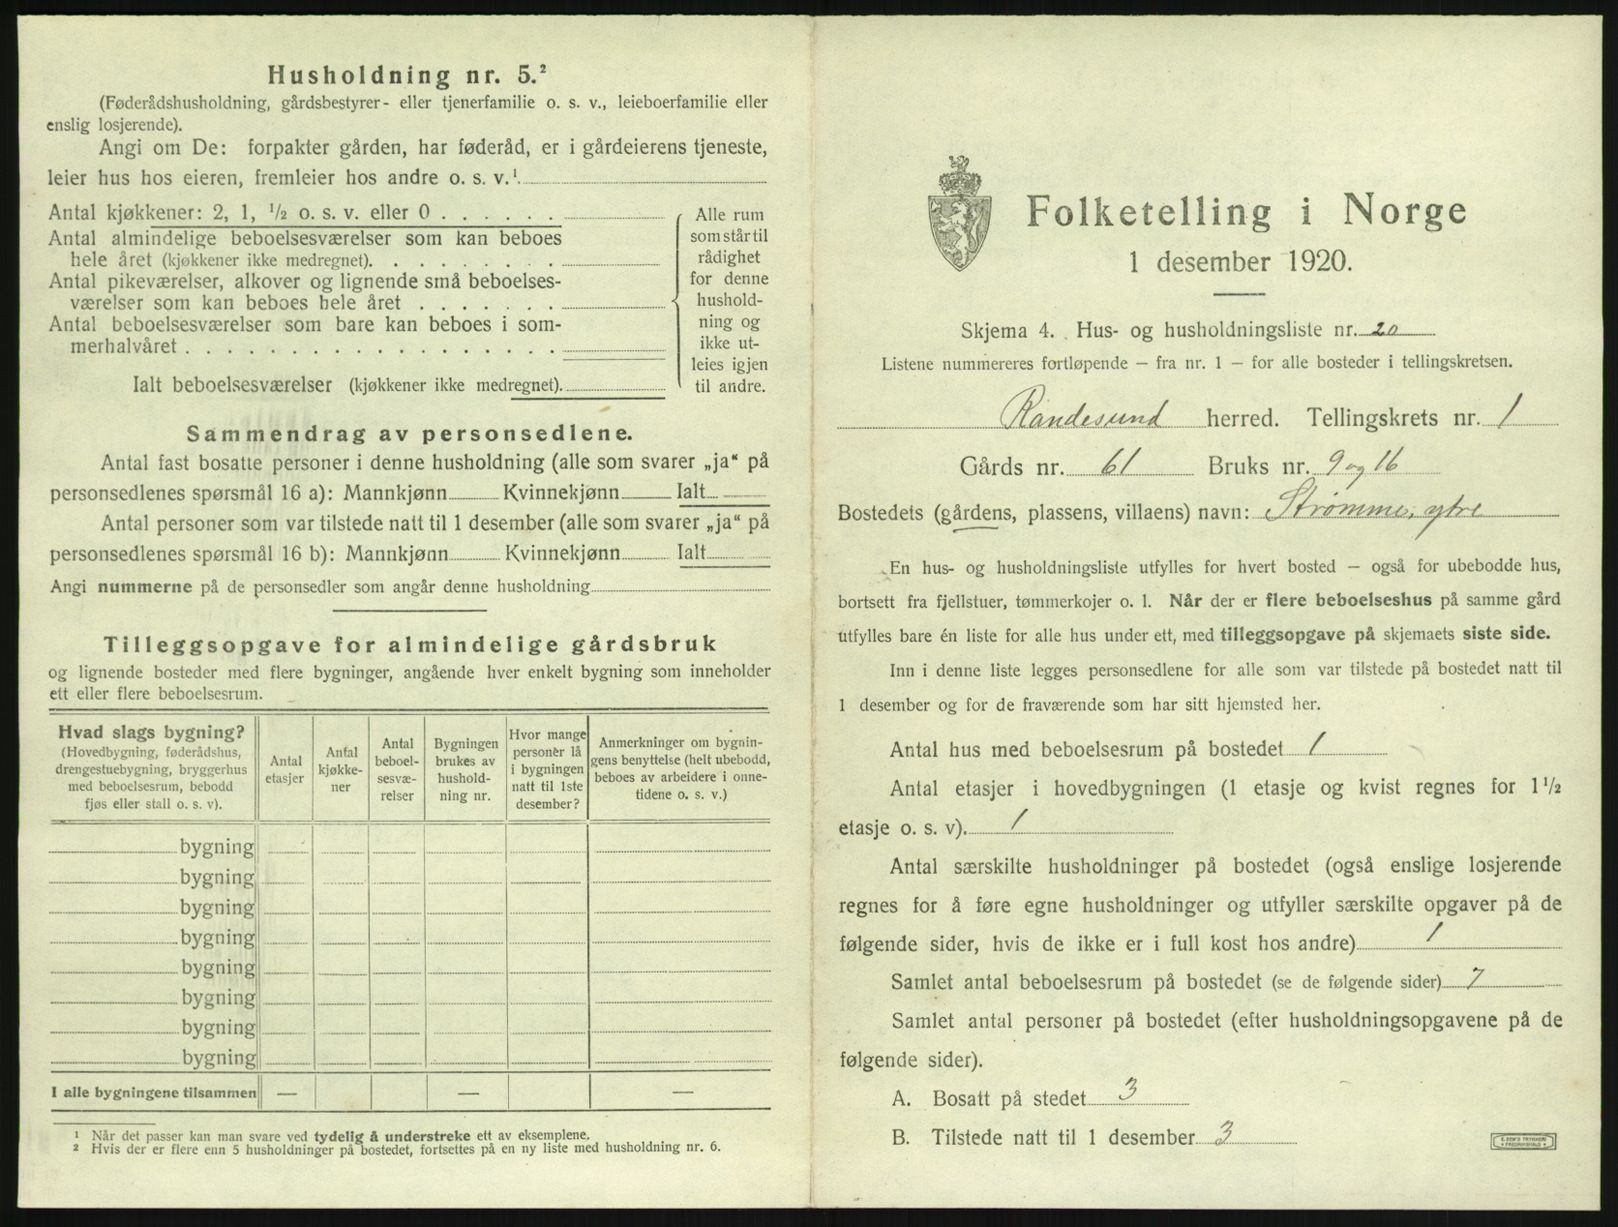 Husholdning nr. 5.²
(Føderådshusholdning, gårdsbestyrer- eller tjenerfamilie o. s. v., leieboerfamilie eller
enslig losjerende).
Angi om De: forpakter gården, har føderåd, er i gårdeierens tjeneste,
leier hus hos eieren, fremleier hos andre o. s. v.¹
Antal kjøkkener: 2, 1, ½ o. s. v. eller 0 . . . . . .
Antal almindelige beboelsesværelser som kan beboes
hele året (kjøkkener ikke medregnet). . . . . . . . .
Antal pikeværelser, alkover og lignende små beboelses-
værelser som kan beboes hele året . . . . . . .
Antal beboelsesværelser som bare kan beboes i som-
merhalvåret . . . . . . . . . . . . . . . . . .
Ialt beboelsesværelser (kjøkkener ikke medregnet).
Alle rum
som står til
rådighet
for denne
hushold-
ning og
ikke ut-
leies igjen
til andre.
Sammendrag av personsedlene.
Antal fast bosatte personer i denne husholdning (alle som svarer „ja“ på
personsedlenes spørsmål 16 a): Mannkjønn Kvinnekjønn Ialt
Antal personer som var tilstede natt til 1 desember (alle som svarer „ja“ på
personsedlenes spørsmål 16 b): Mannkjønn Kvinnekjønn Ialt
Angi nummerne på de personsedler som angår denne husholdning
Tilleggsopgave for almindelige gårdsbruk
og lignende bosteder med flere bygninger, angående hver enkelt bygning som inneholder
ett eller flere beboelsesrum.
Hvad slags bygning?
(Hovedbygning, føderådshus,
drengestuebygning, bryggerhus
med beboelsesrum, bebodd
fjøs eller stall o. s. v).
Antal
etasjer
Antal
kjøkke-
ner
Antal
beboel-
sesvæ-
relser
Bygningen
brukes av
hushold-
ning nr.
Hvor mange
personer lå
i bygningen
natt til 1ste
desember?
Anmerkninger om bygnin-
gens benyttelse (helt ubebodd,
beboes av arbeidere i onne-
tidene o. s. v.)
bygning
bygning
bygning
bygning
bygning
bygning
bygning
bygning
I alle bygningene tilsammen — — —
¹ Når det passer kan man svare ved tydelig å understreke ett av eksemplene.
² Hvis der er flere enn 5 husholdninger på bostedet, fortsettes på en ny liste med husholdning nr. 6.
Folketelling i Norge
1 desember 1920.
Skjema 4. Hus- og husholdningsliste nr. 20
Listene nummereres fortløpende — fra nr. 1 — for alle bosteder i tellingskretsen.
Randesund herred. Tellingskrets nr. 1
Gårds nr. 61 Bruks nr. 9 og 16
Bostedets (gårdens, plassens, villaens) navn: Strømme, ytre
En hus- og husholdningsliste utfylles for hvert bosted — også for ubebodde hus,
bortsett fra fjellstuer, tømmerkojer o. l. Når der er flere beboelseshus på samme gård
utfylles bare én liste for alle hus under ett, med tilleggsopgave på skjemaets siste side.
Inn i denne liste legges personsedlene for alle som var tilstede på bostedet natt til
1 desember og for de fraværende som har sitt hjemsted her.
Antal hus med beboelsesrum på bostedet 1
Antal etasjer i hovedbygningen (1 etasje og kvist regnes for 1½
etasje o. s. v). 1
Antal særskilte husholdninger på bostedet (også enslige losjerende
regnes for å føre egne husholdninger og utfyller særskilte opgaver på de
følgende sider, hvis de ikke er i full kost hos andre) 1
Samlet antal beboelsesrum på bostedet (se de følgende sider) 7
Samlet antal personer på bostedet (efter husholdningsopgavene på de
følgende sider).
A. Bosatt på stedet 3
B. Tilstede natt til 1 desember 3